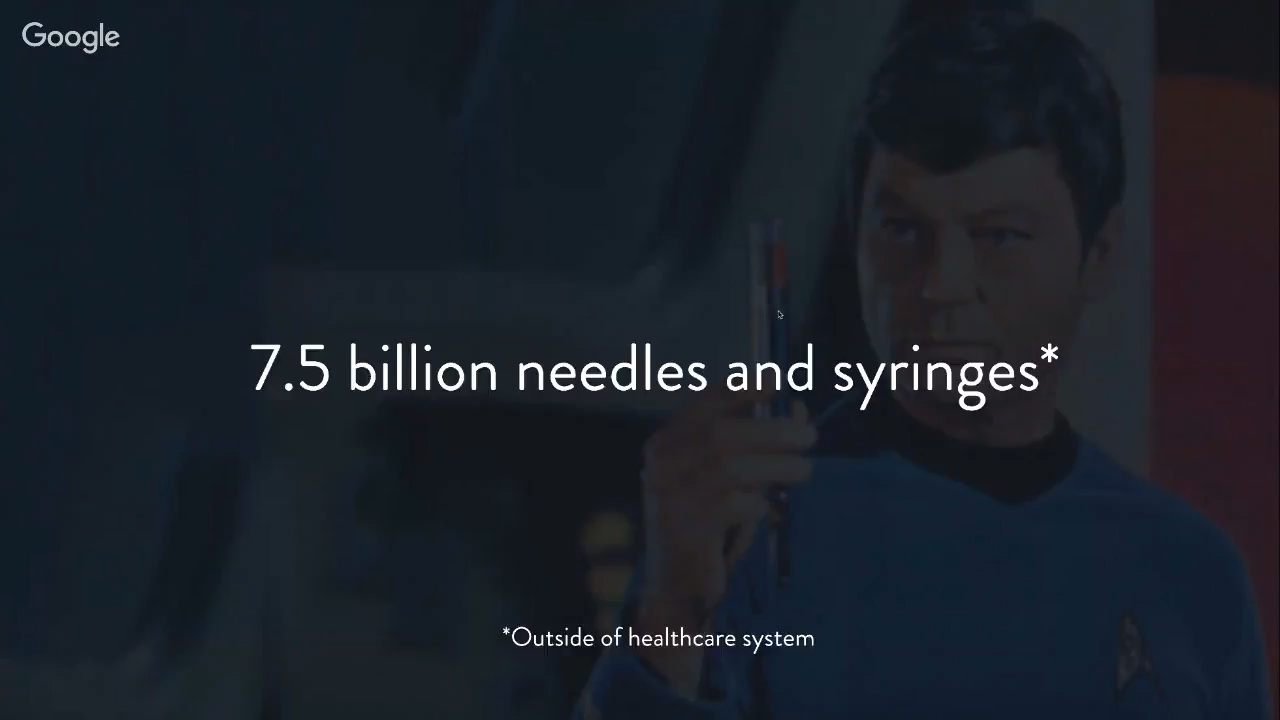 Google
7.5 billion needles and syringes*
*Outside of healthcare system